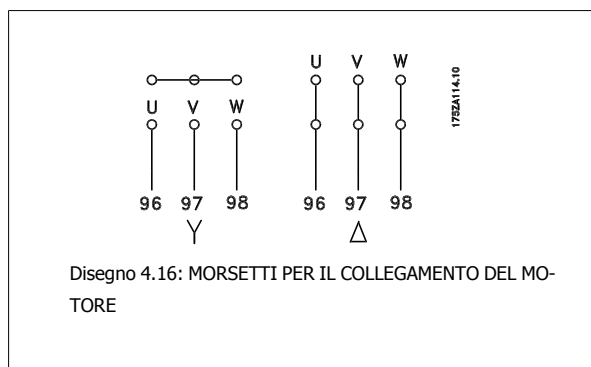 U V W
U V W
175ZA114.10
96 97 98
96 97 98
Y
Δ
Disegno 4.16: MORSETTI PER IL COLLEGAMENTO DEL MO-
TORE